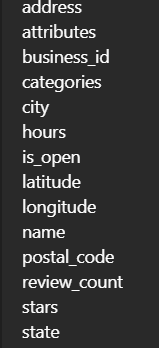 address
attributes
business_id
categories
city
hours
is_open
latitude
longitude
name
postal_code
review_count
stars
state